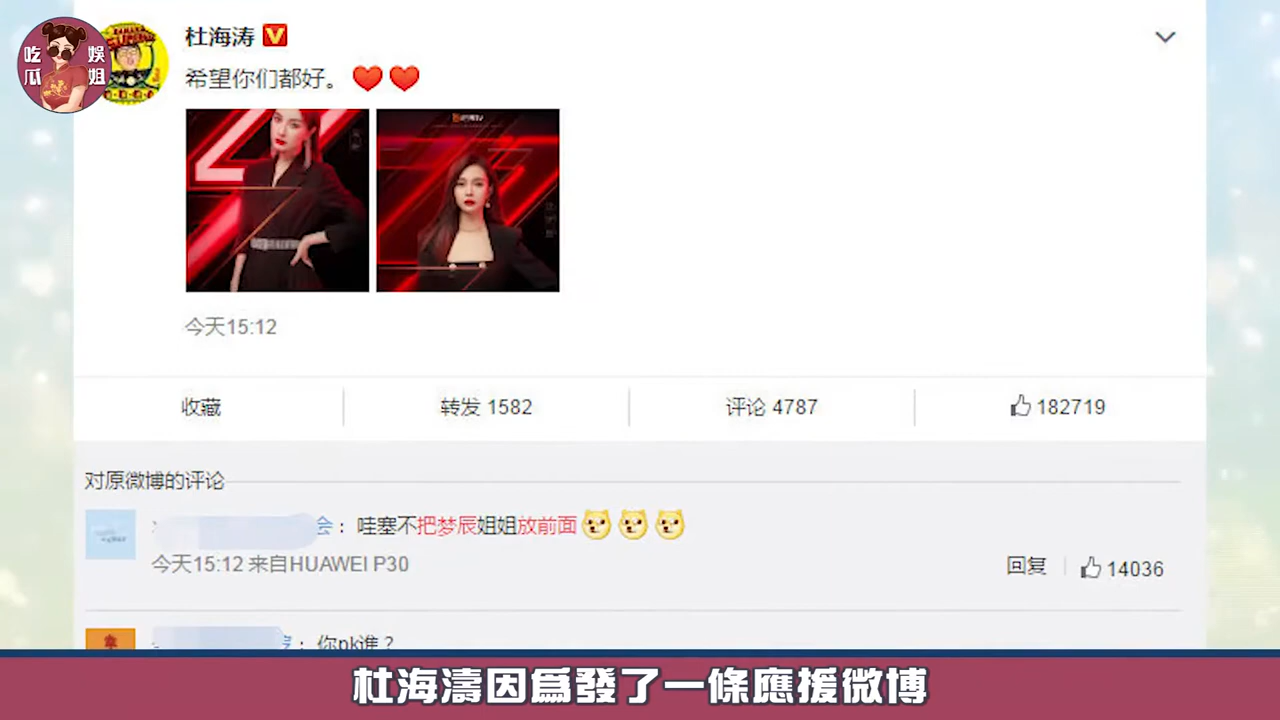 吃瓜
娱姐
杜海涛
希望你们都好。
今天15:12
收藏
转发 1582
评论 4787
182719
对原微博的评论
会：哇塞不把梦辰姐姐放前面
今天15:12 来自HUAWEI P30
回复
14036
：你pk谁？
杜海濤因爲發了一條應援微博